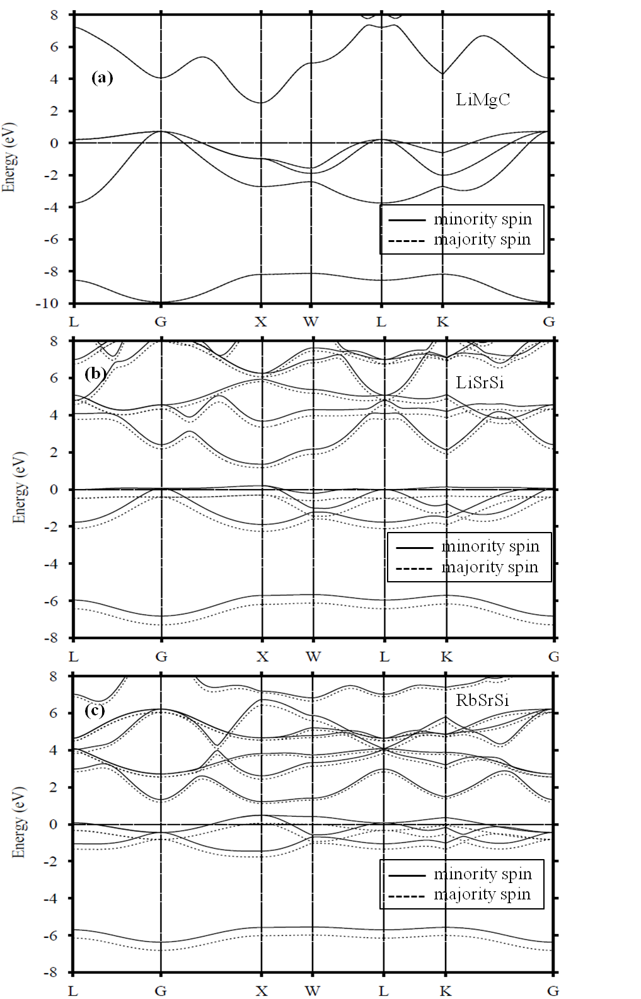 8
6
(a)
4
LiMgC
2
Energy (eV)
0
-2
-4
minority spin
-6
majority spin
-8
-10
L G X W L K G
8
(b)
6
LiSrSi
4
2
Energy (eV)
0
-2
minority spin
-4
majority spin
-6
-8
L G X W L K G
8
RbSrSi
(c)
6
4
2
Energy (eV)
0
-2
minority spin
-4
majority spin
-6
-8
L G X W L K G